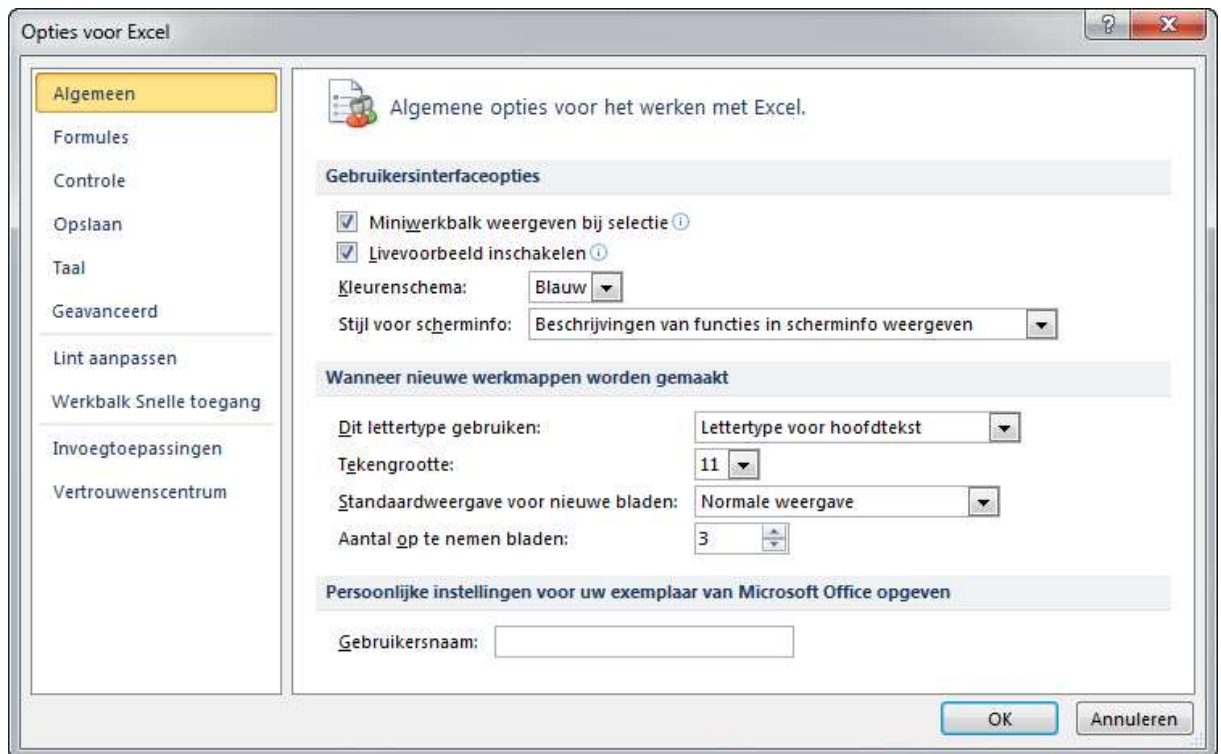 Opties voor Excel
Algemeen
Formules
Controle
Opslaan
Taal
Geavanceerd
Lint aanpassen
Werkbalk Snelle toegang
Invoegtoepassingen
Vertrouwenscentrum
Algemene opties voor het werken met Excel.
Gebruikersinterfaceopties
Miniwerkbalk weergeven bij selectie
Livevoorbeeld inschakelen
Kleurenschema: Blauw
Stijl voor scherminfo: Beschrijvingen van functies in scherminfo weergeven
Wanneer nieuwe werkmappen worden gemaakt
Dit lettertype gebruiken: Lettertype voor hoofdtekst
Tekengrootte: 11
Standaardweergave voor nieuwe bladen: Normale weergave
Aantal op te nemen bladen: 3
Persoonlijke instellingen voor uw exemplaar van Microsoft Office opgeven
Gebruikersnaam:
OK Annuleren